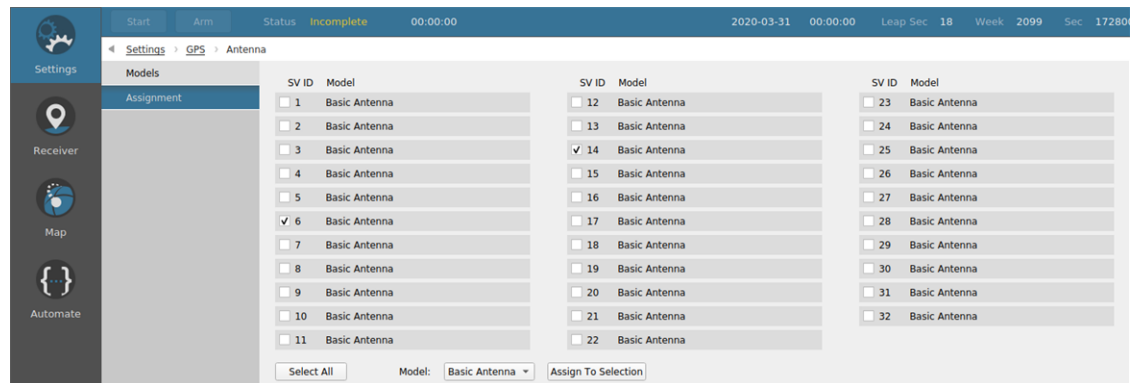 Start Arm Status Incomplete 00:00:00 2020-03-31 00:00:00 Leap Sec 18 Week 2099 Sec 172800
Settings > GPS > Antenna
Settings
Receiver
Map
Automate
Models
Assignment
SV ID Model
1 Basic Antenna
2 Basic Antenna
3 Basic Antenna
4 Basic Antenna
5 Basic Antenna
6 Basic Antenna
7 Basic Antenna
8 Basic Antenna
9 Basic Antenna
10 Basic Antenna
11 Basic Antenna
SV ID Model
12 Basic Antenna
13 Basic Antenna
14 Basic Antenna
15 Basic Antenna
16 Basic Antenna
17 Basic Antenna
18 Basic Antenna
19 Basic Antenna
20 Basic Antenna
21 Basic Antenna
22 Basic Antenna
SV ID Model
23 Basic Antenna
24 Basic Antenna
25 Basic Antenna
26 Basic Antenna
27 Basic Antenna
28 Basic Antenna
29 Basic Antenna
30 Basic Antenna
31 Basic Antenna
32 Basic Antenna
Select All Model: Basic Antenna Assign To Selection